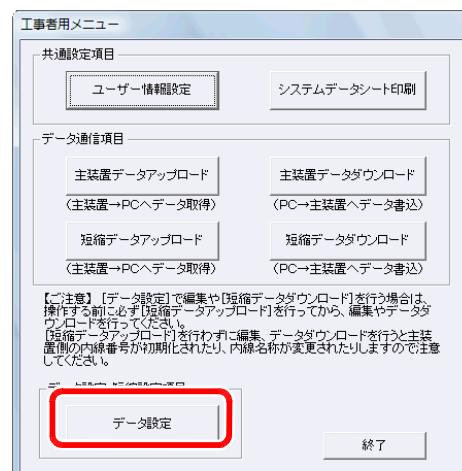 工事者用メニュー
共通設定項目
ユーザー情報設定
システムデータシート印刷
データ通信項目
主装置データアップロード
主装置データダウンロード
(主装置→PCへデータ取得)
(PC→主装置へデータ書込)
短縮データアップロード
短縮データダウンロード
(主装置→PCへデータ取得)
(PC→主装置へデータ書込)
【ご注意】 [データ設定]で編集や[短縮データダウンロード]を行う場合は、
操作する前に必ず[短縮データアップロード]を行ってから、編集やデータダ
ウンロードを行ってください。
[短縮データアップロード]を行わずに編集、データダウンロードを行うと主装
置側の内線番号が初期化されたり、内線名称が変更されたりしますので注意
してください。
データ設定・短縮設定項目
データ設定
終了